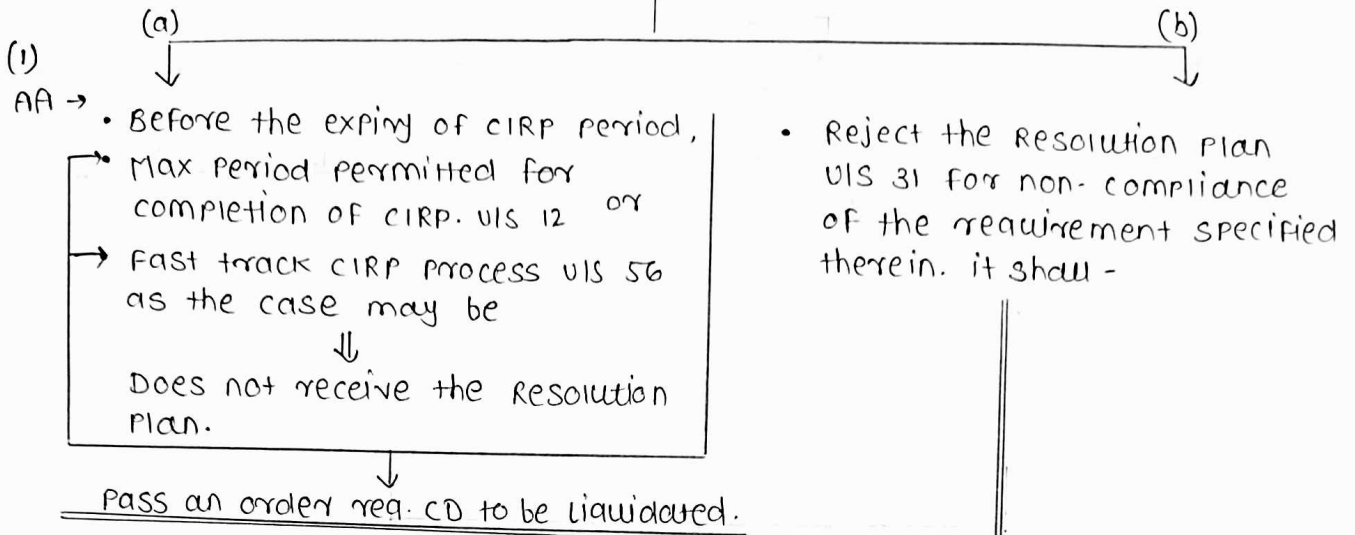 (a)
(b)
(1)
AA →
• Before the expiry of CIRP period,
• Max period permitted for
completion of CIRP. U/S 12 or
→ Fast track CIRP process U/S 56
as the case may be
⇓
Does not receive the Resolution
Plan.
Pass an order req. CD to be liquidated.
• Reject the Resolution Plan
U/S 31 for non-compliance
of the requirement specified
therein. it shall -